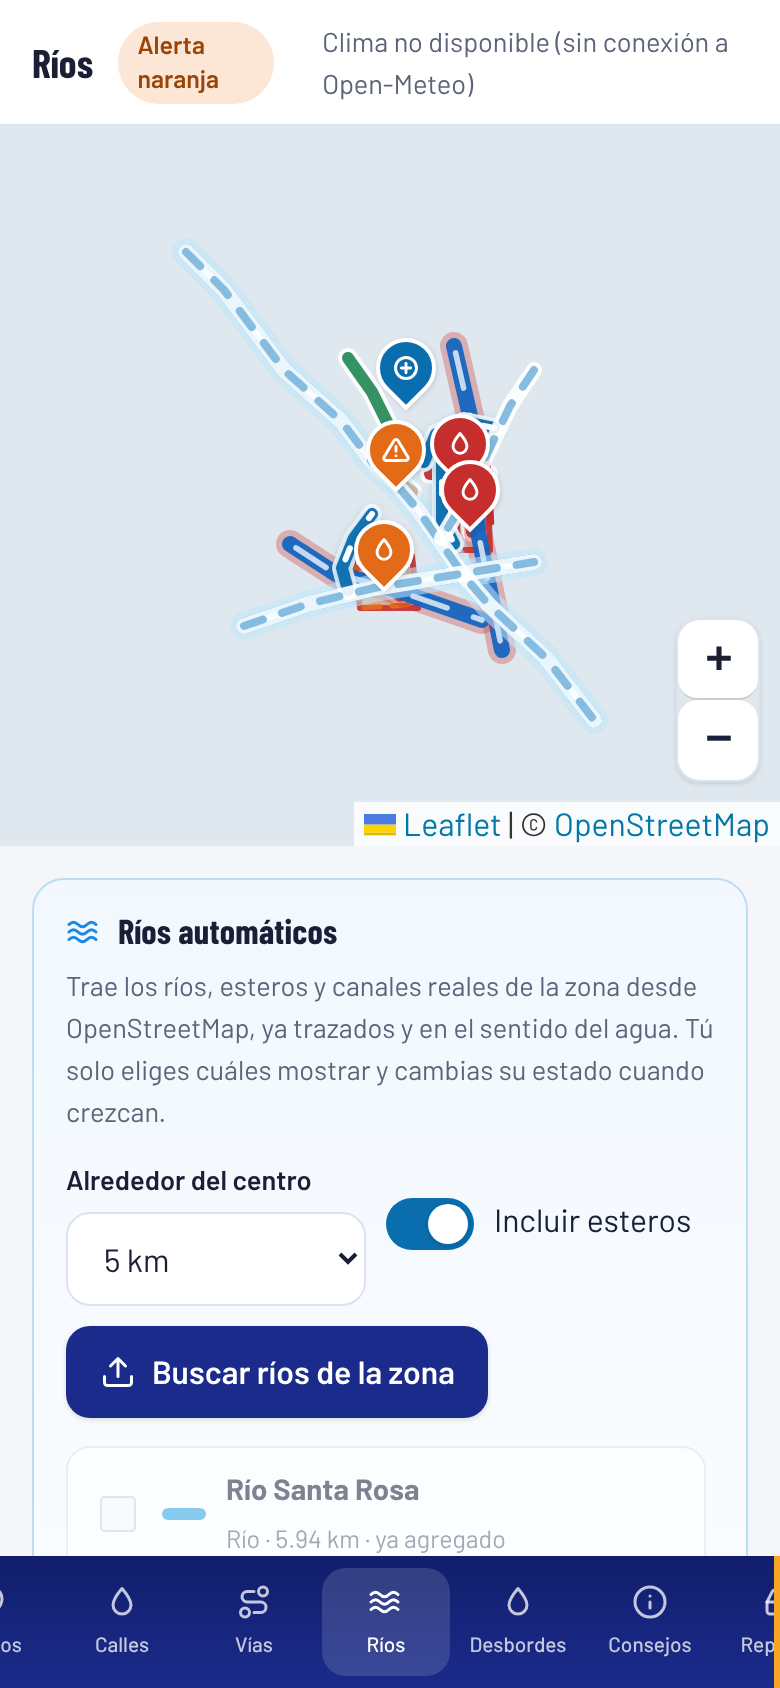 Ríos
Alerta
naranja
Clima no disponible (sin conexión a
Open-Meteo)
+
−
Leaflet | © OpenStreetMap
Ríos automáticos
Trae los ríos, esteros y canales reales de la zona desde
OpenStreetMap, ya trazados y en el sentido del agua. Tú
solo eliges cuáles mostrar y cambias su estado cuando
crezcan.
Alrededor del centro
5 km
Incluir esteros
Buscar ríos de la zona
Río Santa Rosa
Río · 5.94 km · ya agregado
os
Calles
Vías
Ríos
Desbordes
Consejos
Rep